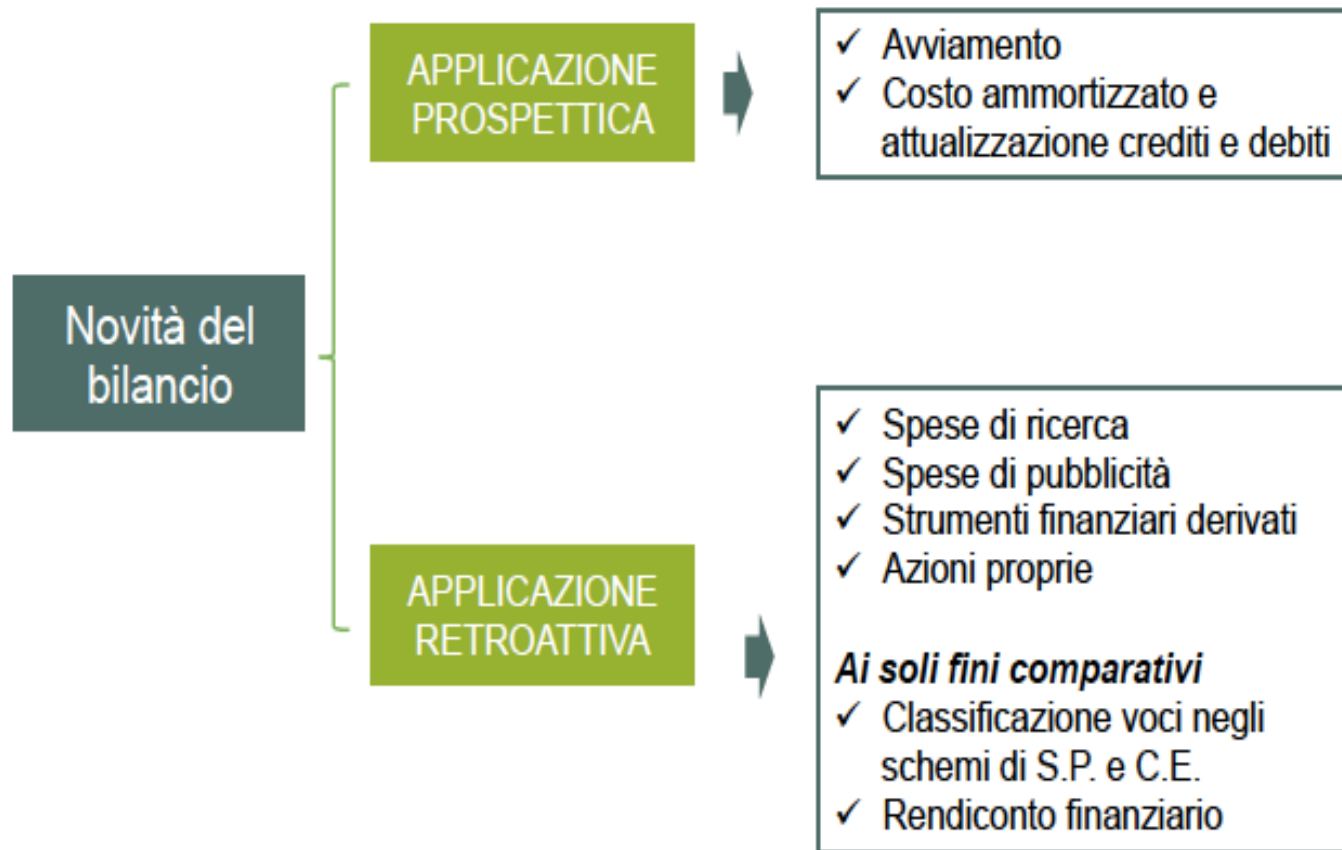 Novità del
bilancio
APPLICAZIONE
PROSPETTICA
✓ Avviamento
✓ Costo ammortizzato e
attualizzazione crediti e debiti
APPLICAZIONE
RETROATTIVA
✓ Spese di ricerca
✓ Spese di pubblicità
✓ Strumenti finanziari derivati
✓ Azioni proprie
Ai soli fini comparativi
✓ Classificazione voci negli
schemi di S.P. e C.E.
✓ Rendiconto finanziario